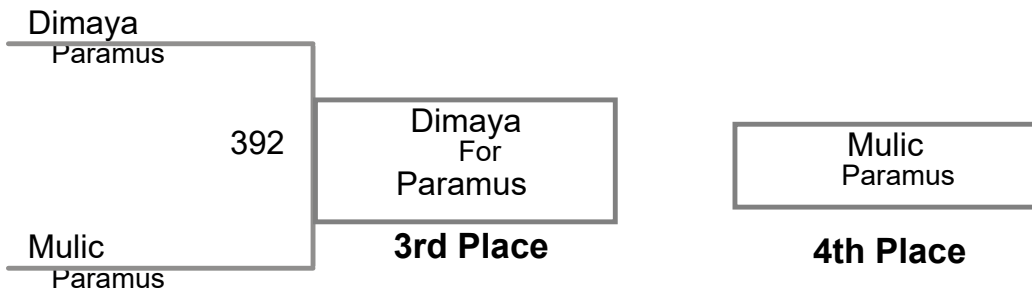 Dimaya
Paramus
392
Dimaya
For
Paramus
3rd Place
Mulic
Paramus
Mulic
Paramus
4th Place